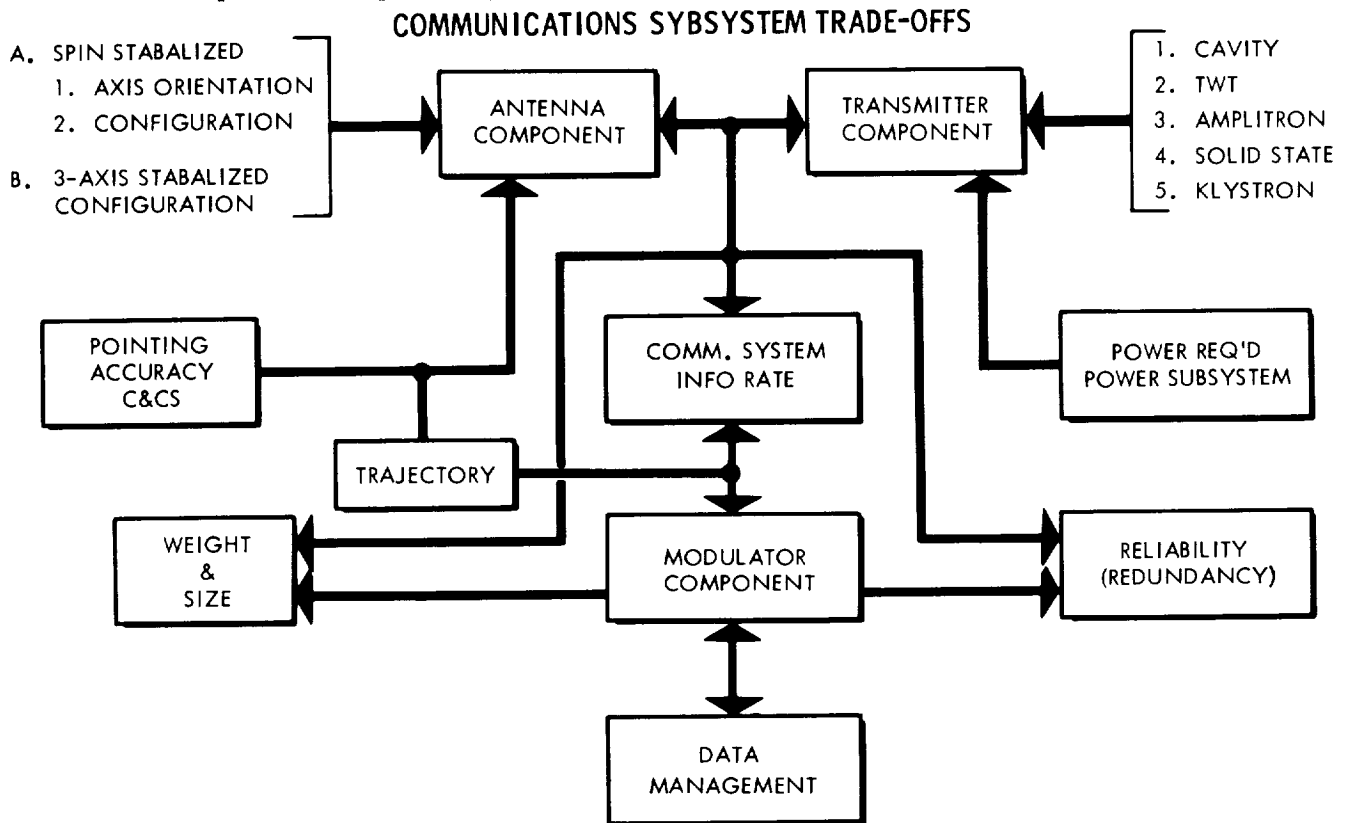 COMMUNICATIONS SYBSYSTEM TRADE-OFFS
A. SPIN STABALIZED
1. AXIS ORIENTATION
2. CONFIGURATION
B. 3-AXIS STABALIZED
CONFIGURATION
ANTENNA
COMPONENT
TRANSMITTER
COMPONENT
1. CAVITY
2. TWT
3. AMPLITRON
4. SOLID STATE
5. KLYSTRON
POINTING
ACCURACY
C&CS
COMM. SYSTEM
INFO RATE
POWER REQ'D
POWER SUBSYSTEM
TRAJECTORY
WEIGHT
&
SIZE
MODULATOR
COMPONENT
RELIABILITY
(REDUNDANCY)
DATA
MANAGEMENT